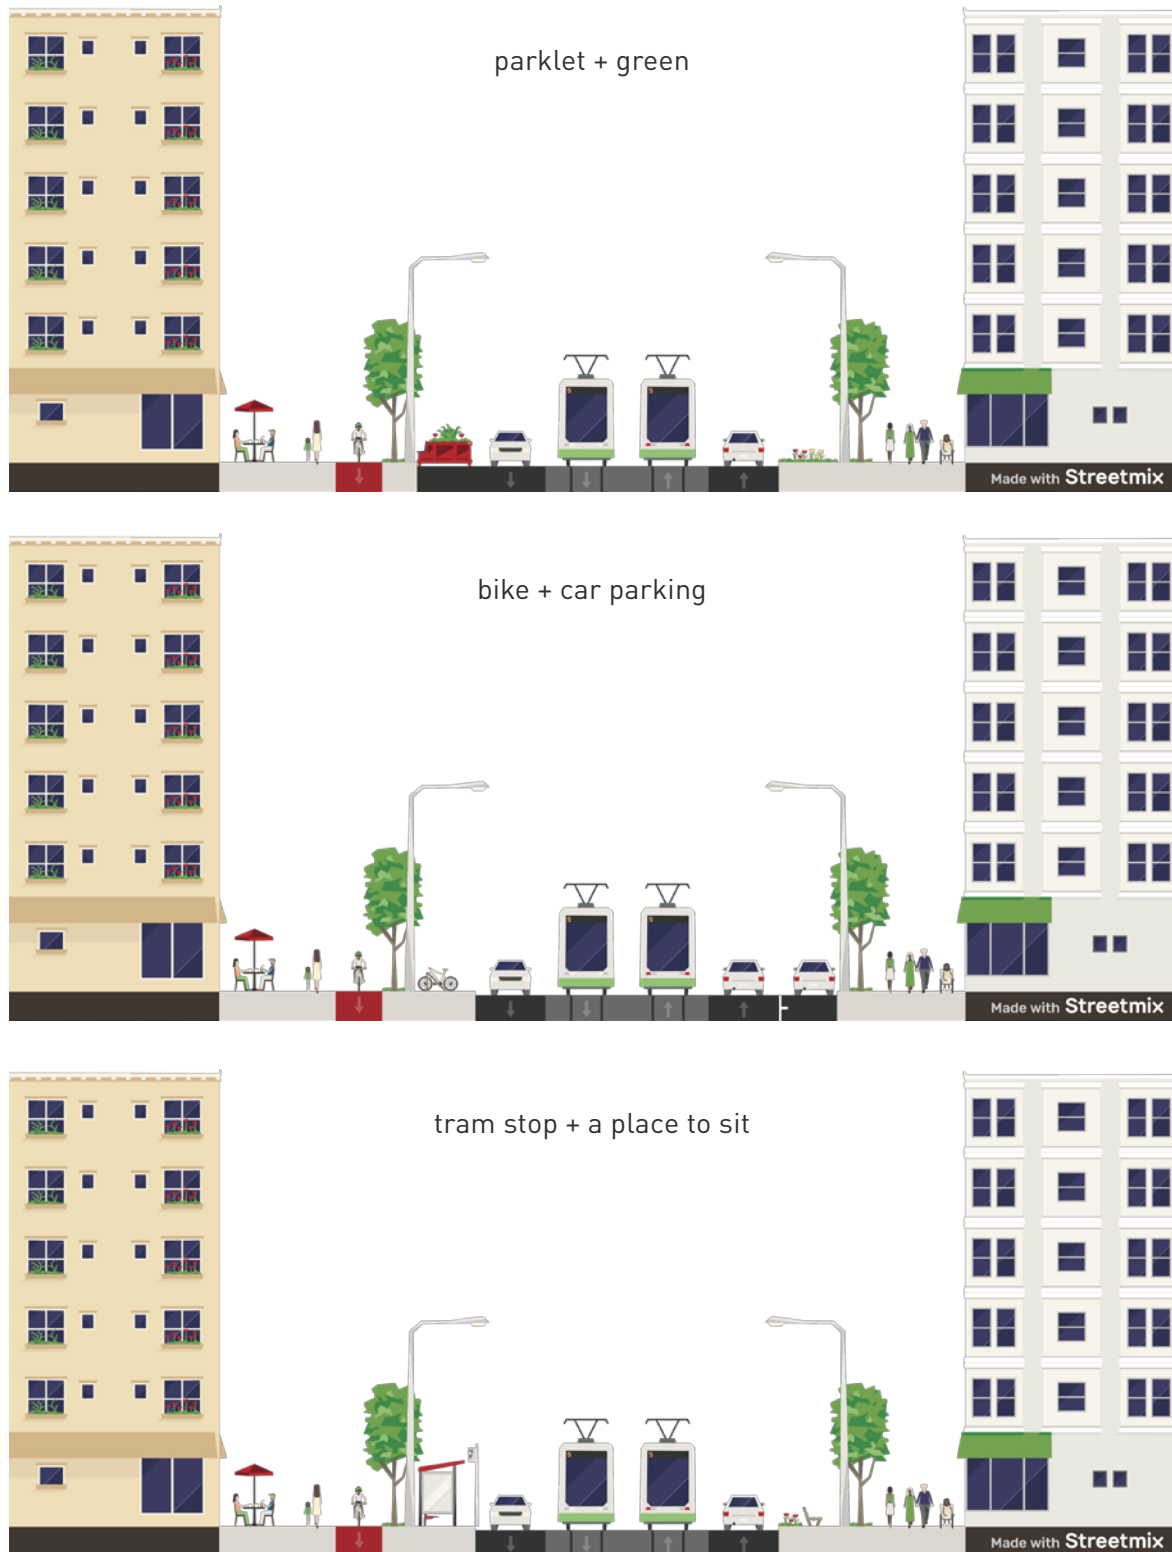 parklet + green
Made with Streetmix
bike + car parking
Made with Streetmix
tram stop + a place to sit
Made with Streetmix